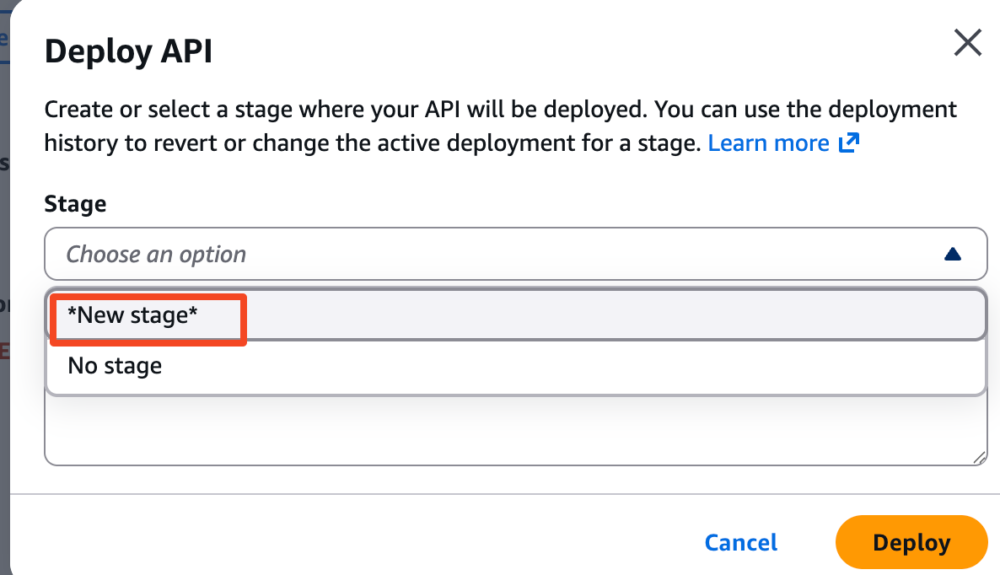 Deploy API
Create or select a stage where your API will be deployed. You can use the deployment
history to revert or change the active deployment for a stage. Learn more
Stage
Choose an option
*New stage*
No stage
Cancel
Deploy